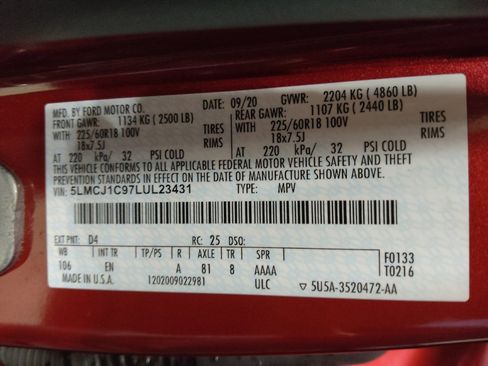 MFD. BY FORD MOTOR CO. DATE: 09/20 GVWR: 2204 KG ( 4860 LB)
FRONT GAWR: 1134 KG ( 2500 LB) REAR GAWR: 1107 KG ( 2440 LB)
WITH 225/60R18 100V TIRES WITH 225/60R18 100V TIRES
18x7.5J RIMS 18x7.5J RIMS
AT 220 kPa/ 32 PSI COLD AT 220 kPa/ 32 PSI COLD
THIS VEHICLE CONFORMS TO ALL APPLICABLE FEDERAL MOTOR VEHICLE SAFETY AND THEFT
PREVENTION STANDARDS IN EFFECT ON THE DATE OF MANUFACTURE SHOWN ABOVE.
VIN: 5LMCJ1C97LUL23431 TYPE: MPV
EXT PNT: D4 RC: 25 DSO:
WB INT TR TP/PS R AXLE TR SPR
106 EN A 81 8 AAAA
F0133
T0216
MADE IN U.S.A. 1202009022981 ULC ▽ 5U5A-3520472-AA